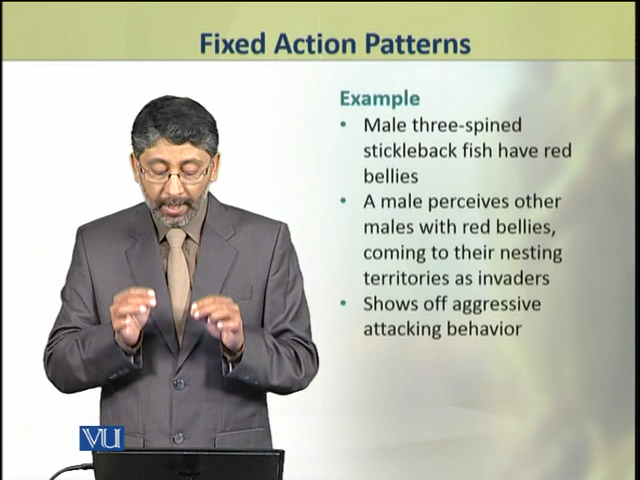 Fixed Action Patterns
Example
• Male three-spined
stickleback fish have red
bellies
• A male perceives other
males with red bellies,
coming to their nesting
territories as invaders
• Shows off aggressive
attacking behavior
VU